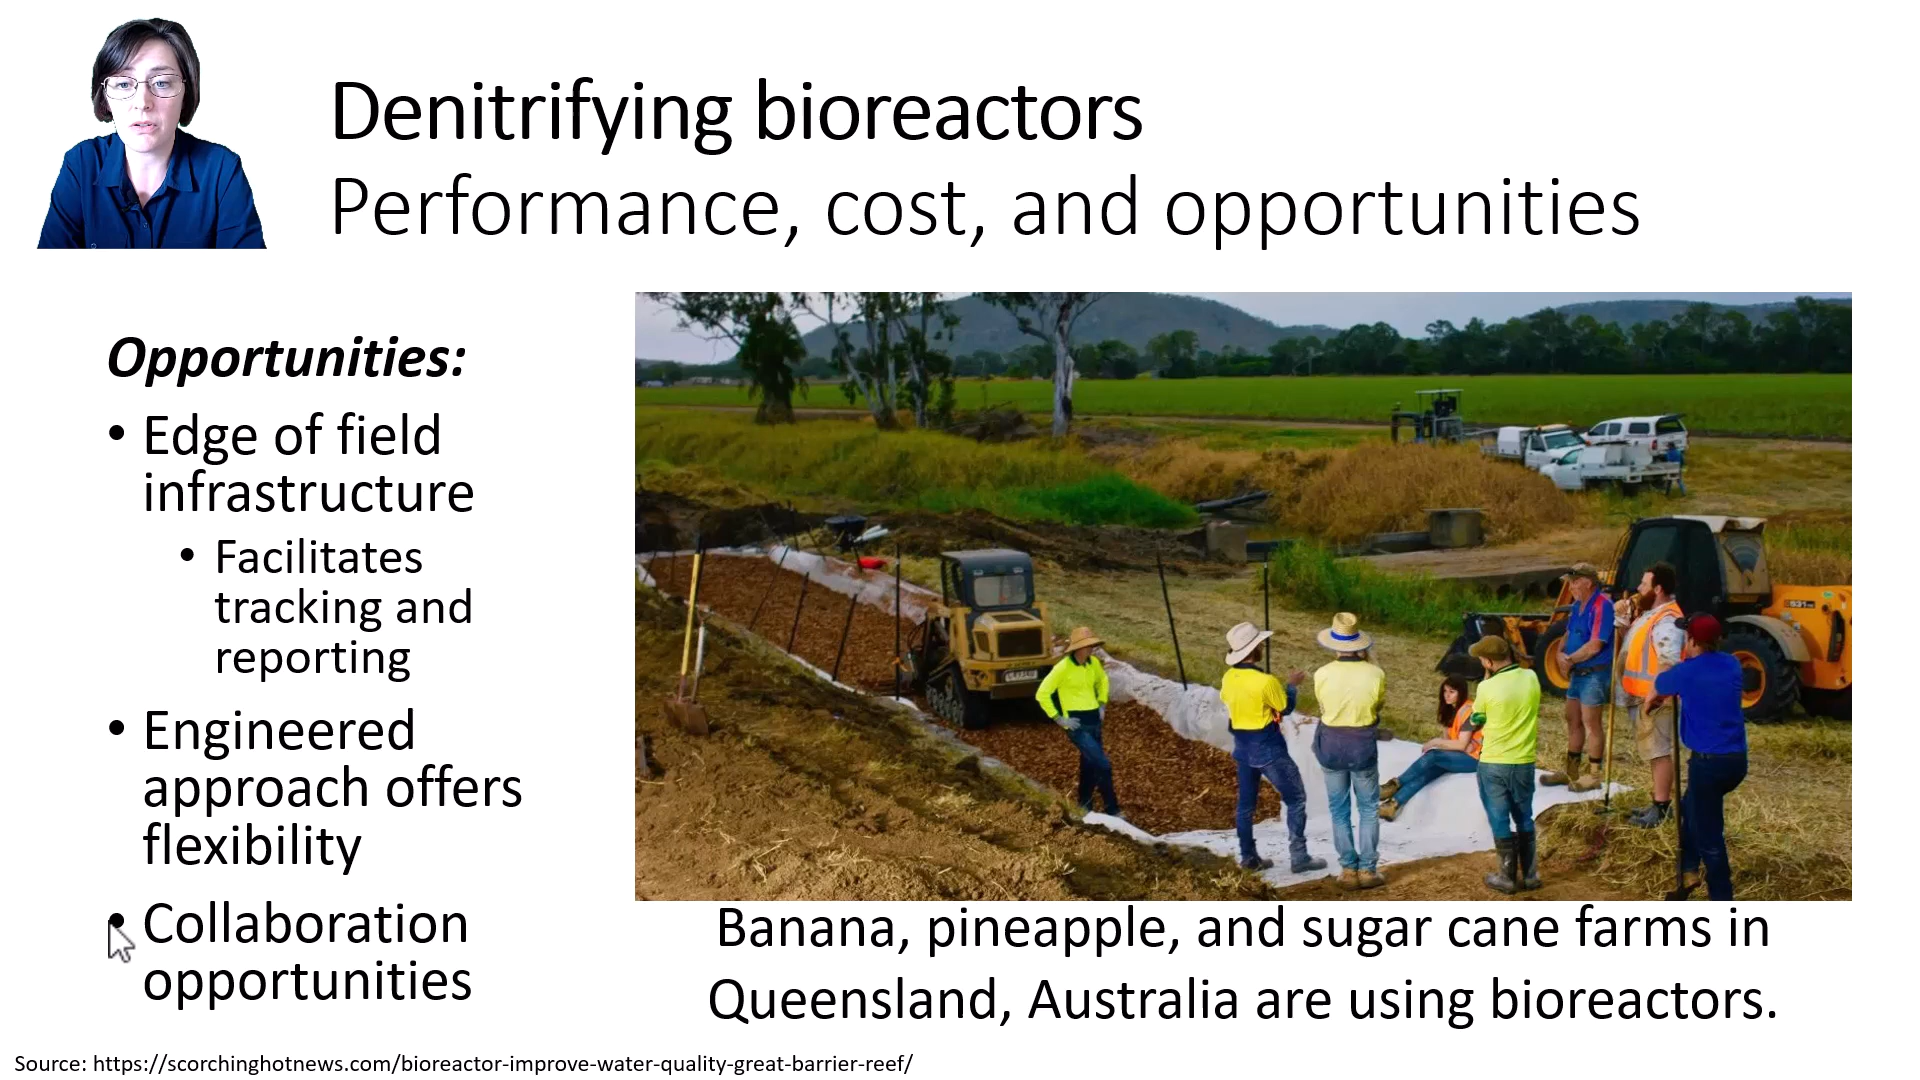 Denitrifying bioreactors
Performance, cost, and opportunities
Opportunities:
• Edge of field
infrastructure
• Facilitates
tracking and
reporting
• Engineered
approach offers
flexibility
• Collaboration
opportunities
Banana, pineapple, and sugar cane farms in
Queensland, Australia are using bioreactors.
Source: https://scorchinghotnews.com/bioreactor-improve-water-quality-great-barrier-reef/